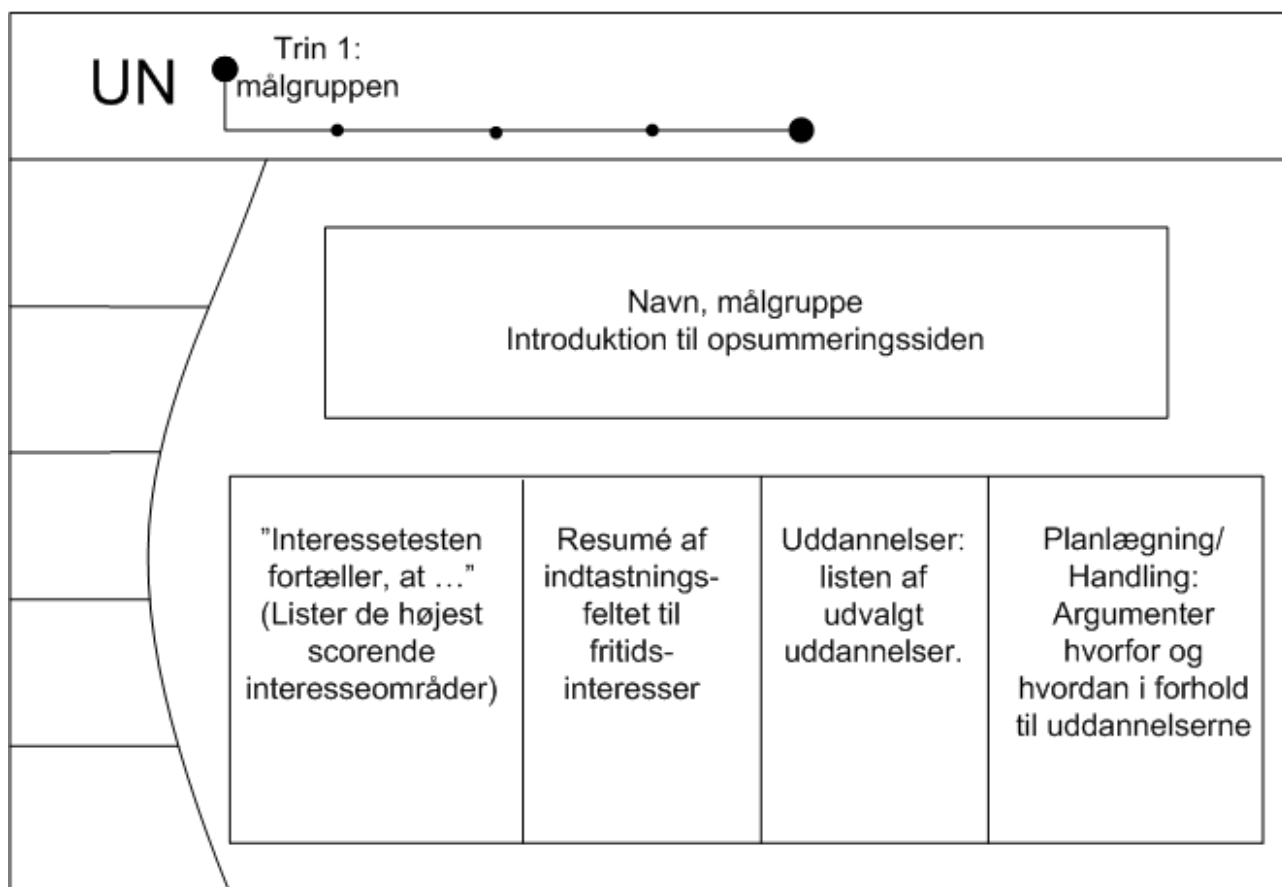 UN
Trin 1:
målgruppen
Navn, målgruppe
Introduktion til opsummeringssiden
”Interessetesten
fortæller, at …”
(Lister de højest
scorende
interesseområder)
Resumé af
indtastnings-
feltet til
fritids-
interesser
Uddannelser:
listen af
udvalgt
uddannelser.
Planlægning/
Handling:
Argumenter
hvorfor og
hvordan i forhold
til uddannelserne